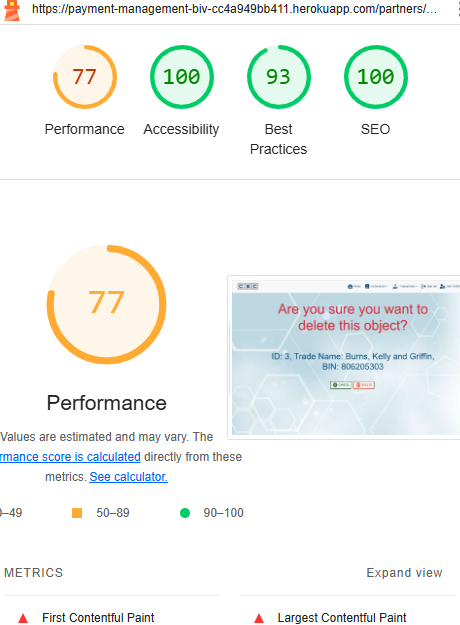 https://payment-management-biv-cc4a949bb411.herokuapp.com/partners/…
77
100
93
100
Performance
Accessibility
Best
Practices
SEO
77
Performance
Values are estimated and may vary. The
rmance score is calculated directly from these
metrics. See calculator.
–49
50–89
90–100
CBC
Are you sure you want to
delete this object?
ID: 3, Trade Name: Burns, Kelly and Griffin,
BIN: 806205303
METRICS
Expand view
First Contentful Paint
Largest Contentful Paint